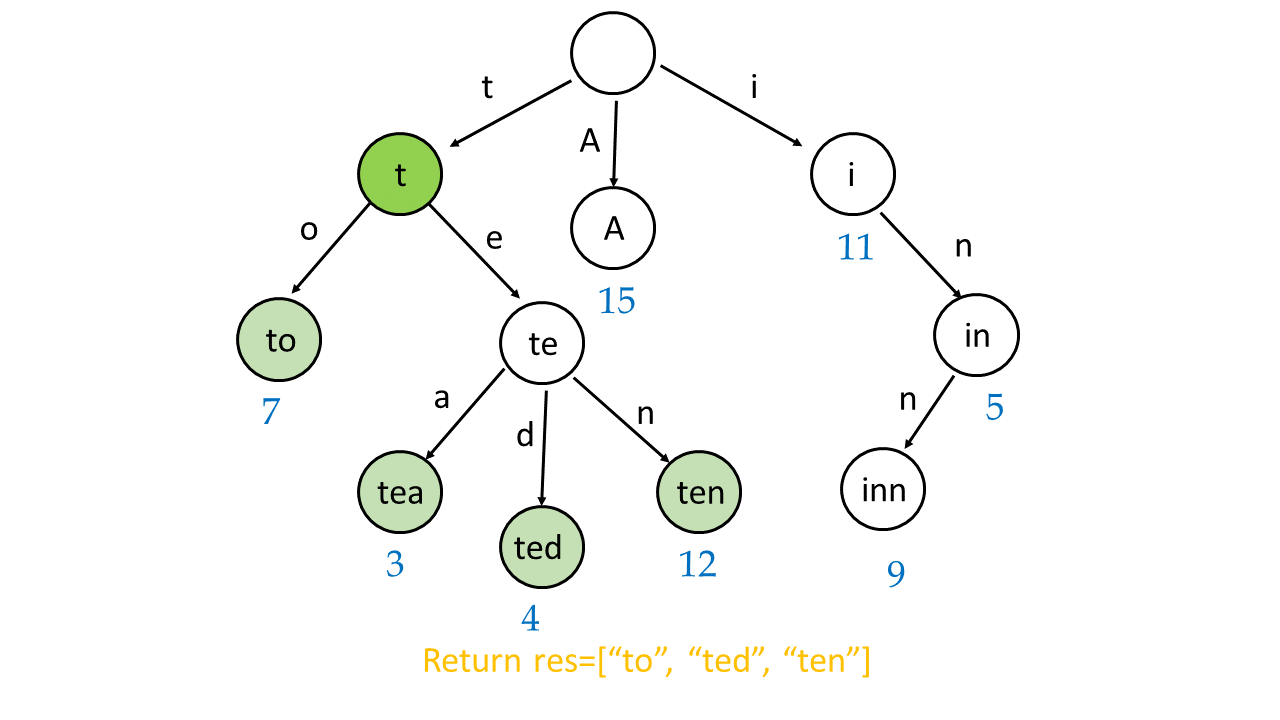 t
i
A
t
i
A
o
e
11
n
15
to
te
in
7
a
n
n
5
d
tea
ten
inn
ted
3
12
9
4
Return res=[“to”, “ted”, “ten”]